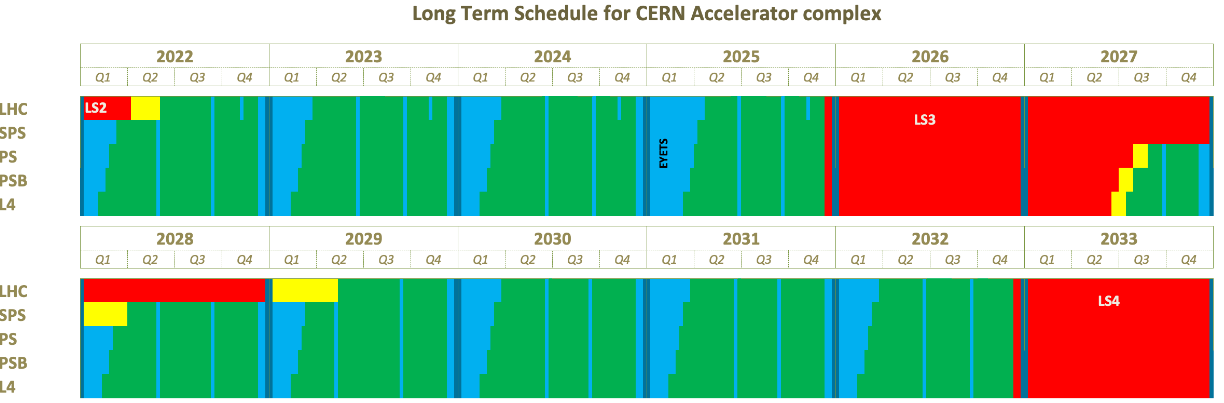 Long Term Schedule for CERN Accelerator complex
2022 2023 2024 2025 2026 2027
Q1 Q2 Q3 Q4 Q1 Q2 Q3 Q4 Q1 Q2 Q3 Q4 Q1 Q2 Q3 Q4 Q1 Q2 Q3 Q4 Q1 Q2 Q3 Q4
LHC LS2
LS3
SPS
EYETS
PS
PSB
L4
2028 2029 2030 2031 2032 2033
Q1 Q2 Q3 Q4 Q1 Q2 Q3 Q4 Q1 Q2 Q3 Q4 Q1 Q2 Q3 Q4 Q1 Q2 Q3 Q4 Q1 Q2 Q3 Q4
LHC
LS4
SPS
PS
PSB
L4